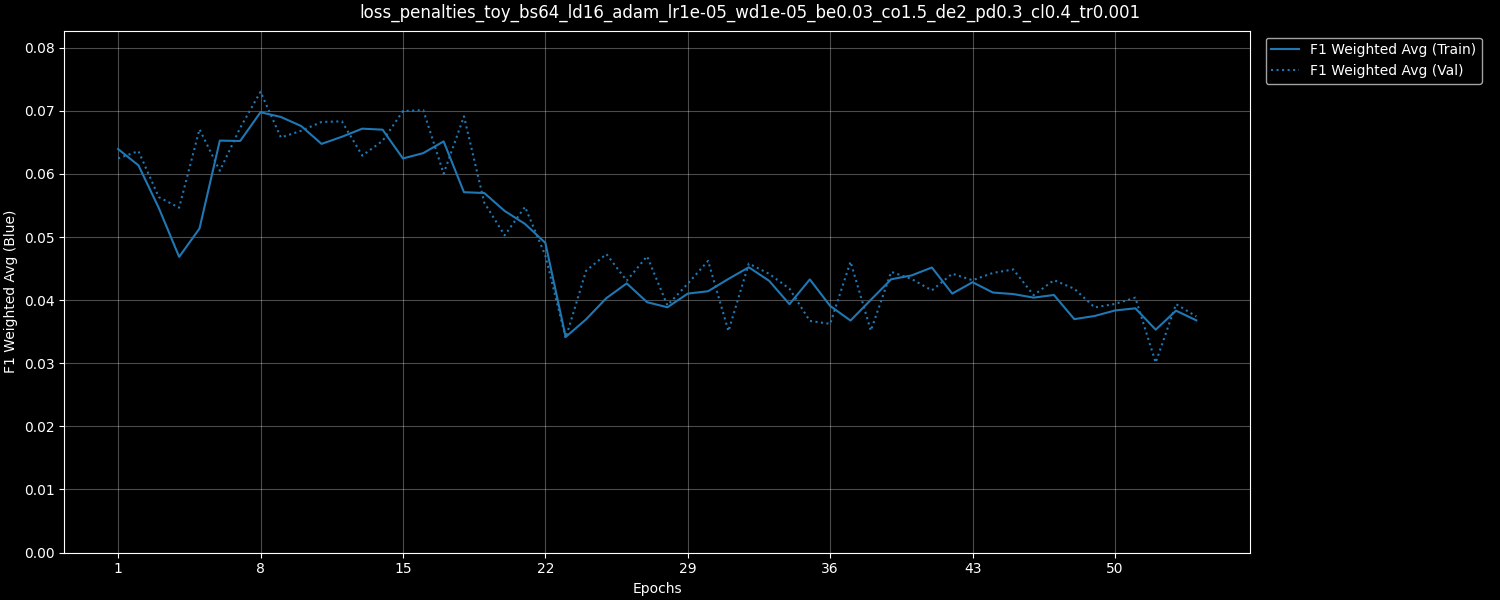 loss_penalties_toy_bs64_ld16_adam_lr1e-05_wd1e-05_be0.03_co1.5_de2_pd0.3_cl0.4_tr0.001
F1 Weighted Avg (Train)
F1 Weighted Avg (Val)
F1 Weighted Avg (Blue)
0.08
0.07
0.06
0.05
0.04
0.03
0.02
0.01
0.00
1 8 15 22 29 36 43 50
Epochs